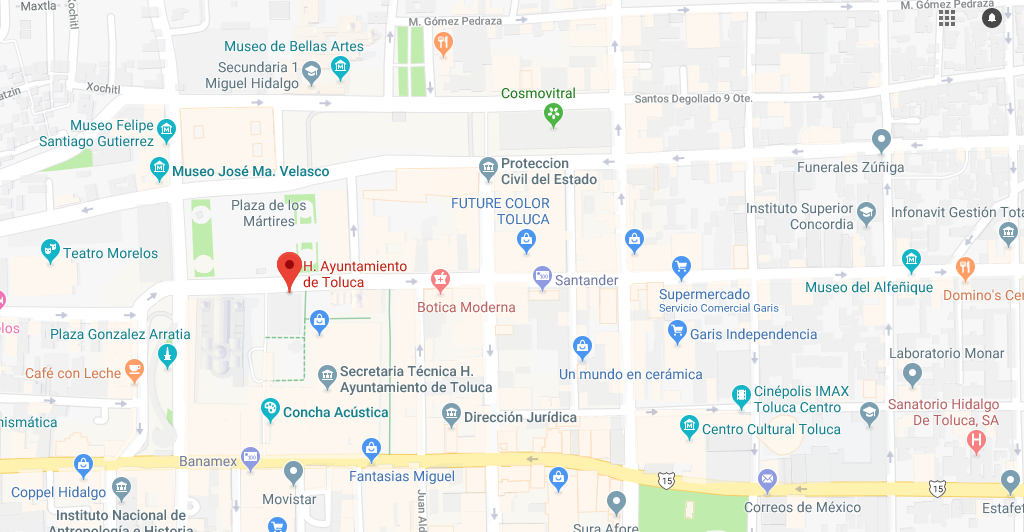 Maxtla
Xochitl
M. Gómez Pedraza
M. Gómez Pedraza
Museo de Bellas Artes
Secundaria 1
Miguel Hidalgo
Xochitl
Cosmovitral
Santos Degollado 9 Ote.
Museo Felipe
Santiago Gutierrez
Museo José Ma. Velasco
Proteccion
Civil del Estado
Funerales Zúñiga
Plaza de los
Mártires
FUTURE COLOR
TOLUCA
Instituto Superior
Concordia
Infonavit Gestión Tota
Teatro Morelos
H. Ayuntamiento
de Toluca
Botica Moderna
Santander
Supermercado
Servicio Comercial Garis
Museo del Alfeñique
Domino's Cen
elos
Plaza Gonzalez Arratia
Garis Independencia
Café con Leche
Secretaria Técnica H.
Ayuntamiento de Toluca
Un mundo en cerámica
Laboratorio Monar
Cinépolis IMAX
Toluca Centro
Concha Acústica
Dirección Jurídica
Sanatorio Hidalgo
De Toluca, SA
nismática
Centro Cultural Toluca
Banamex
Fantasias Miguel
Coppel Hidalgo
Movistar
15
15
Correos de México
Estafet
Juan Ald
Instituto Nacional de
Antropología e Historia
Sura Afore